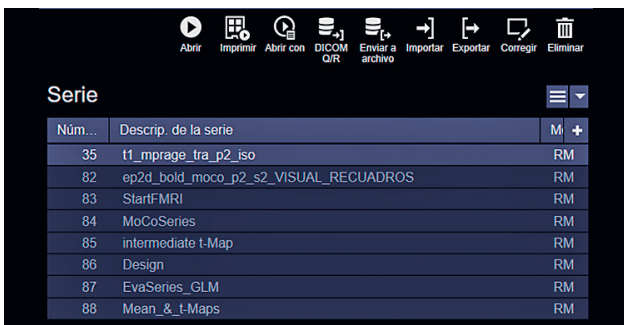 Abrir Imprimir Abrir con DICOM Q/R Enviar a archivo Importar Exportar Corregir Eliminar
Serie
Núm... Descrip. de la serie M
35 t1_mprage_tra_p2_iso RM
82 ep2d_bold_moco_p2_s2_VISUAL_RECUADROS RM
83 StartFMRI RM
84 MoCoSeries RM
85 intermediate t-Map RM
86 Design RM
87 EvaSeries_GLM RM
88 Mean_&_t-Maps RM